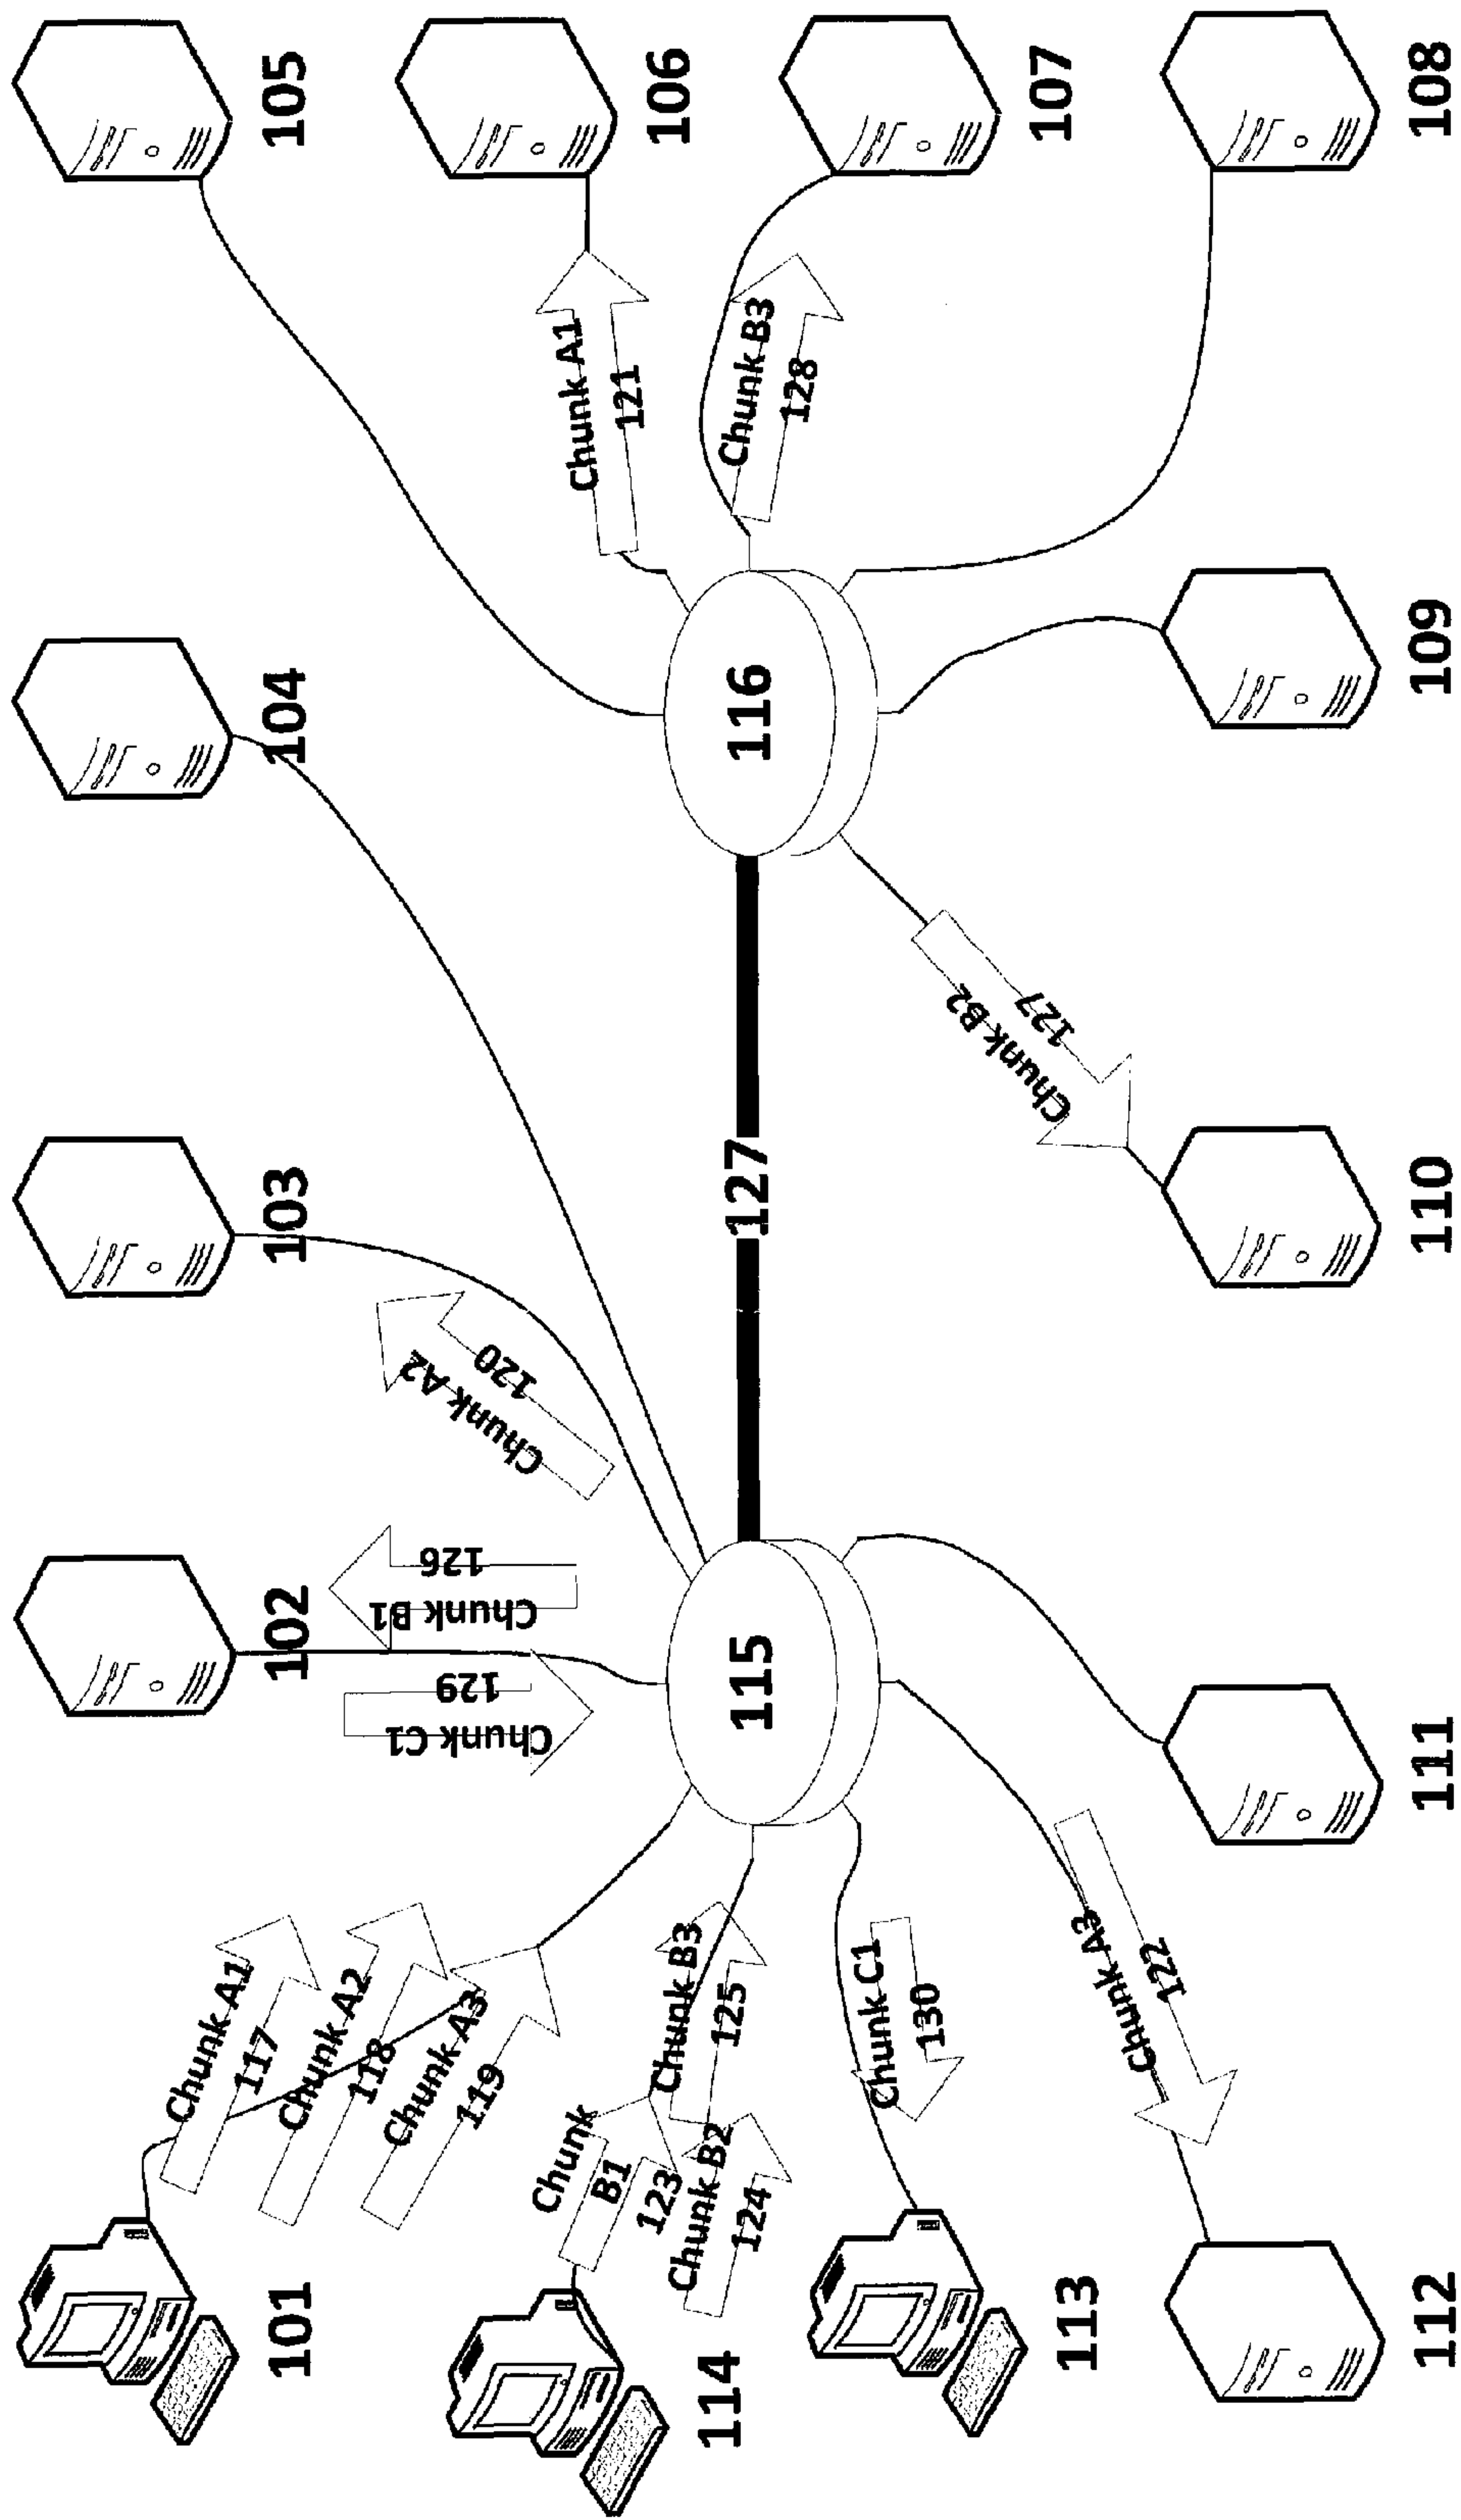 101
102
103
104
105
Chunk A1
117
Chunk A2
118
Chunk A3
119
Chunk C1
129
Chunk B1
126
Chunk A2
120
Chunk A1
121
106
114
Chunk
B1
123
Chunk B2
124
Chunk B3
125
115
127
116
Chunk B3
128
107
Chunk C1
130
113
Chunk A3
122
Chunk B2
127
112
111
110
109
108